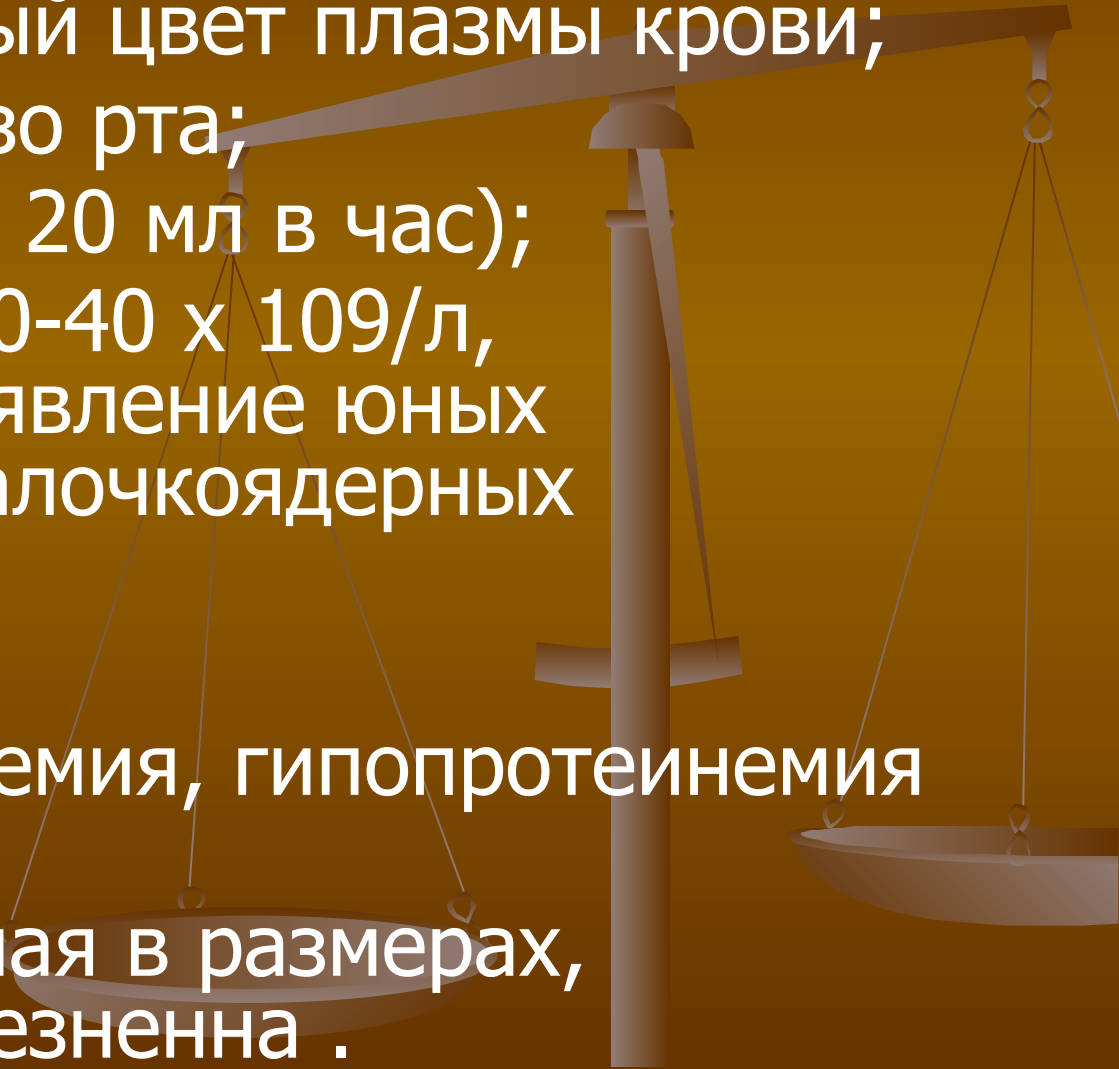 ый цвет плазмы крови;
во рта;
20 мл в час);
0-40 х 109/л,
явление юных
алочкоядерных
емия, гипопротеинемия
ная в размерах,
езненна .